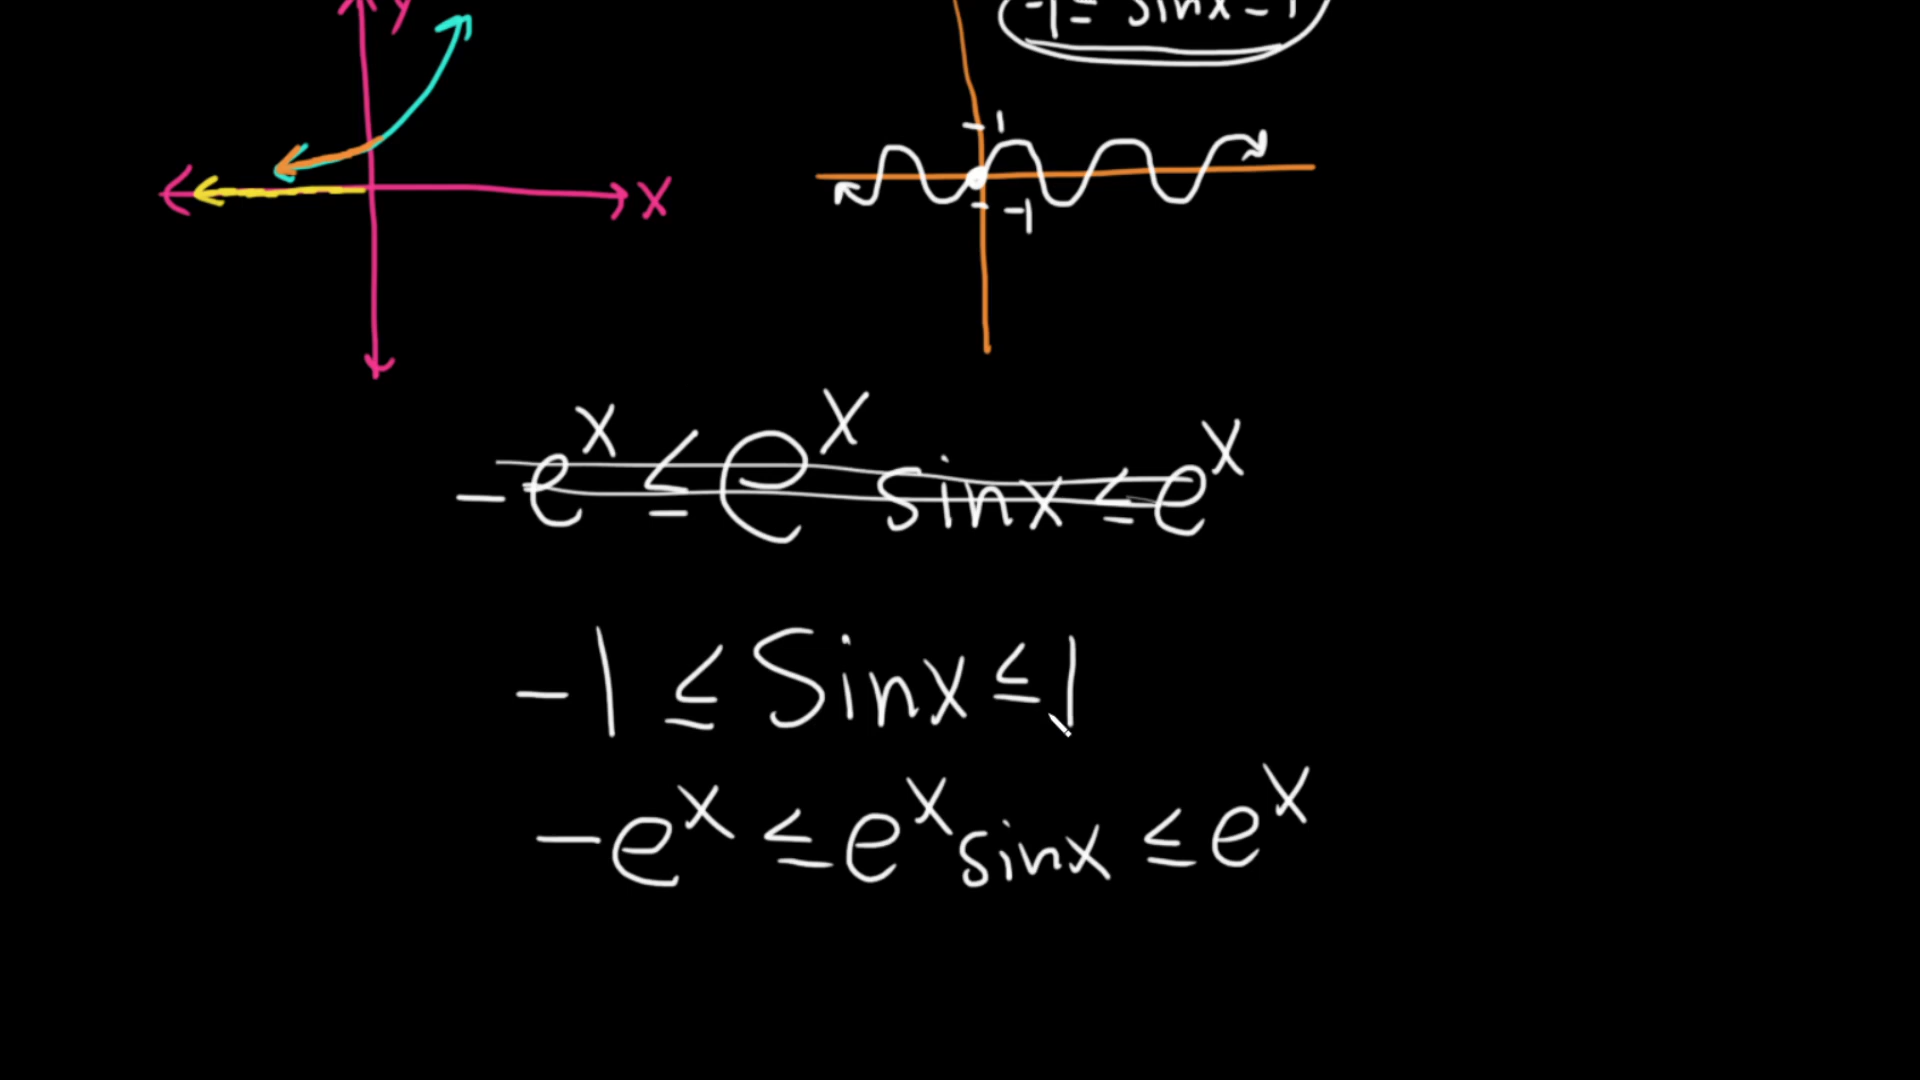 y
-1 ≤ sinx ≤ 1
x
-1
-1
-e^x ≤ e^x sinx ≤ e^x
-1 ≤ Sinx ≤ 1
-e^x ≤ e^x sinx ≤ e^x